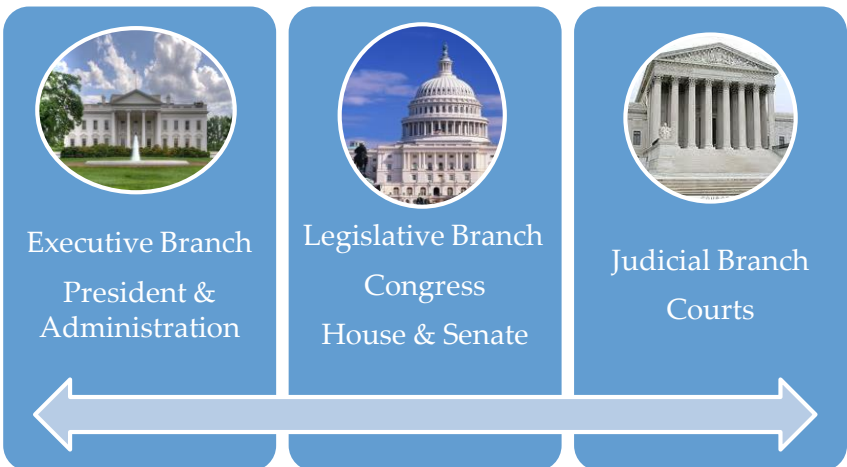 Executive Branch
President &
Administration
Legislative Branch
Congress
House & Senate
Judicial Branch
Courts